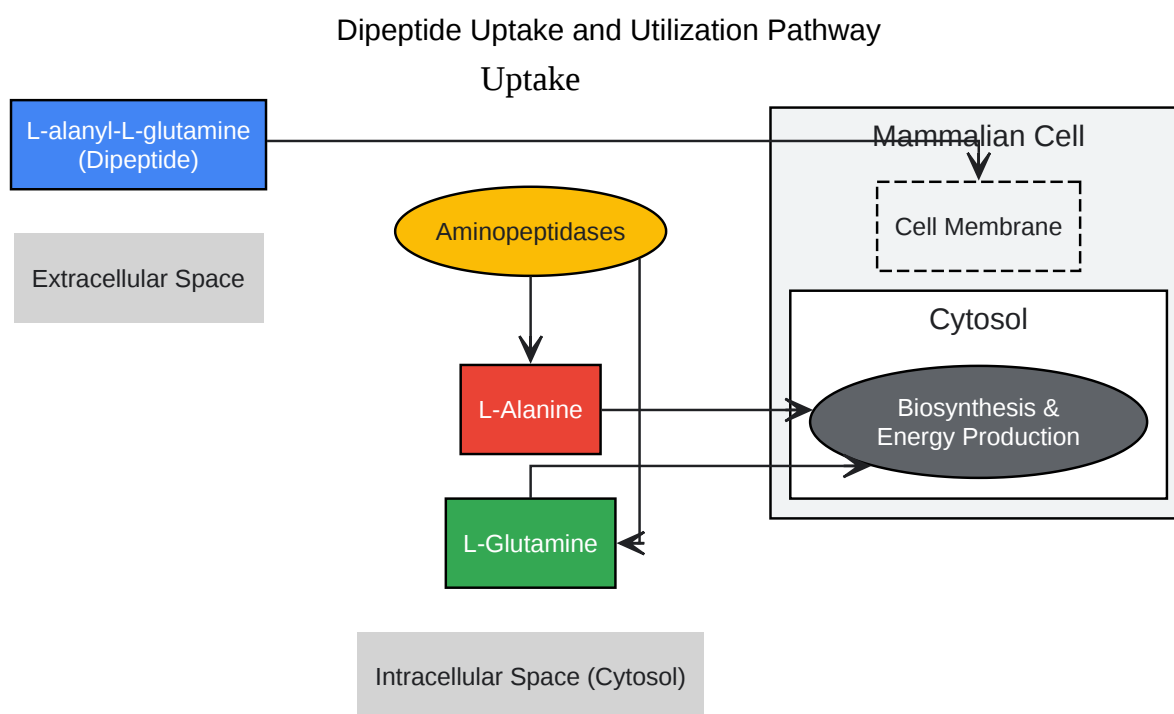 Dipeptide Uptake and Utilization Pathway
Uptake
L-alanyl-L-glutamine
(Dipeptide)
Mammalian Cell
Cell Membrane
Aminopeptidases
Extracellular Space
Cytosol
L-Alanine
Biosynthesis &
Energy Production
L-Glutamine
Intracellular Space (Cytosol)